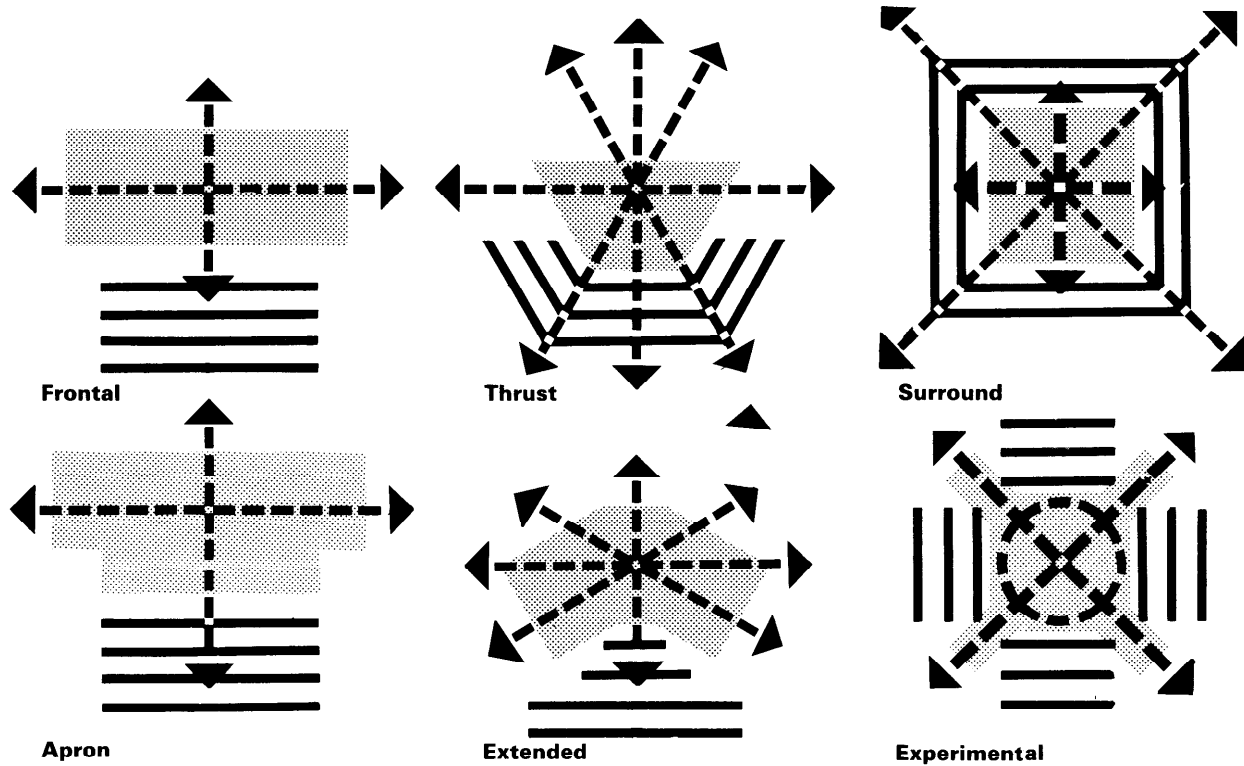 Frontal
Thrust
Surround
Apron
Extended
Experimental